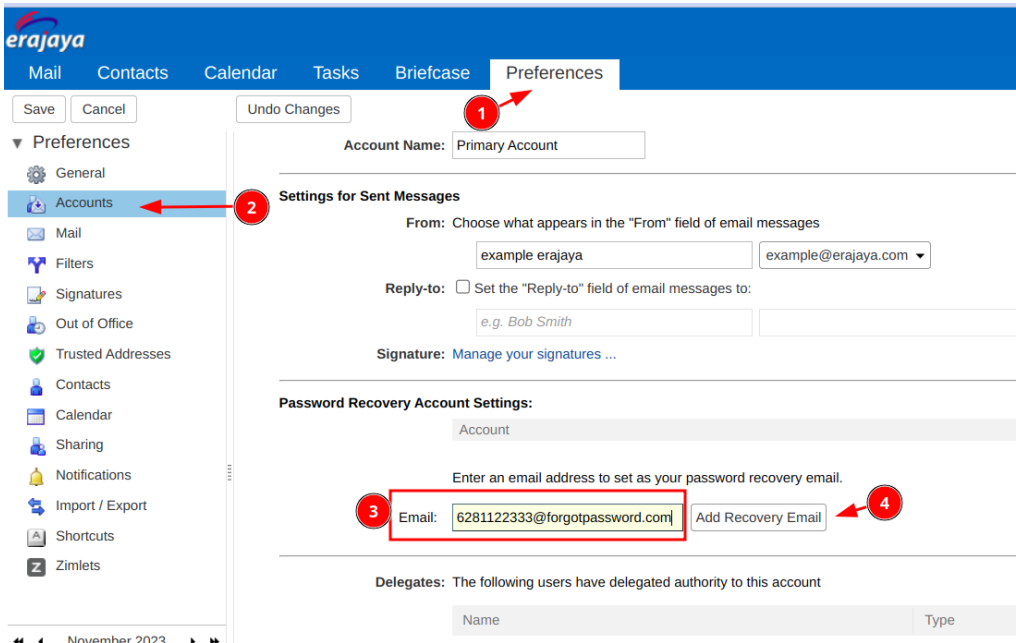 erajaya
Mail Contacts Calendar Tasks Briefcase Preferences
Save Cancel Undo Changes
1
Preferences
Account Name: Primary Account
General
Settings for Sent Messages
Accounts
2
From: Choose what appears in the "From" field of email messages
Mail
example erajaya example@erajaya.com
Filters
Reply-to: Set the "Reply-to" field of email messages to:
Signatures
e.g. Bob Smith
Out of Office
Signature: Manage your signatures ...
Trusted Addresses
Contacts
Password Recovery Account Settings:
Calendar
Account
Sharing
Notifications
Enter an email address to set as your password recovery email.
Import / Export
3 Email: 6281122333@forgotpassword.com Add Recovery Email 4
Shortcuts
Z Zimlets
Delegates: The following users have delegated authority to this account
Name Type
November 2023